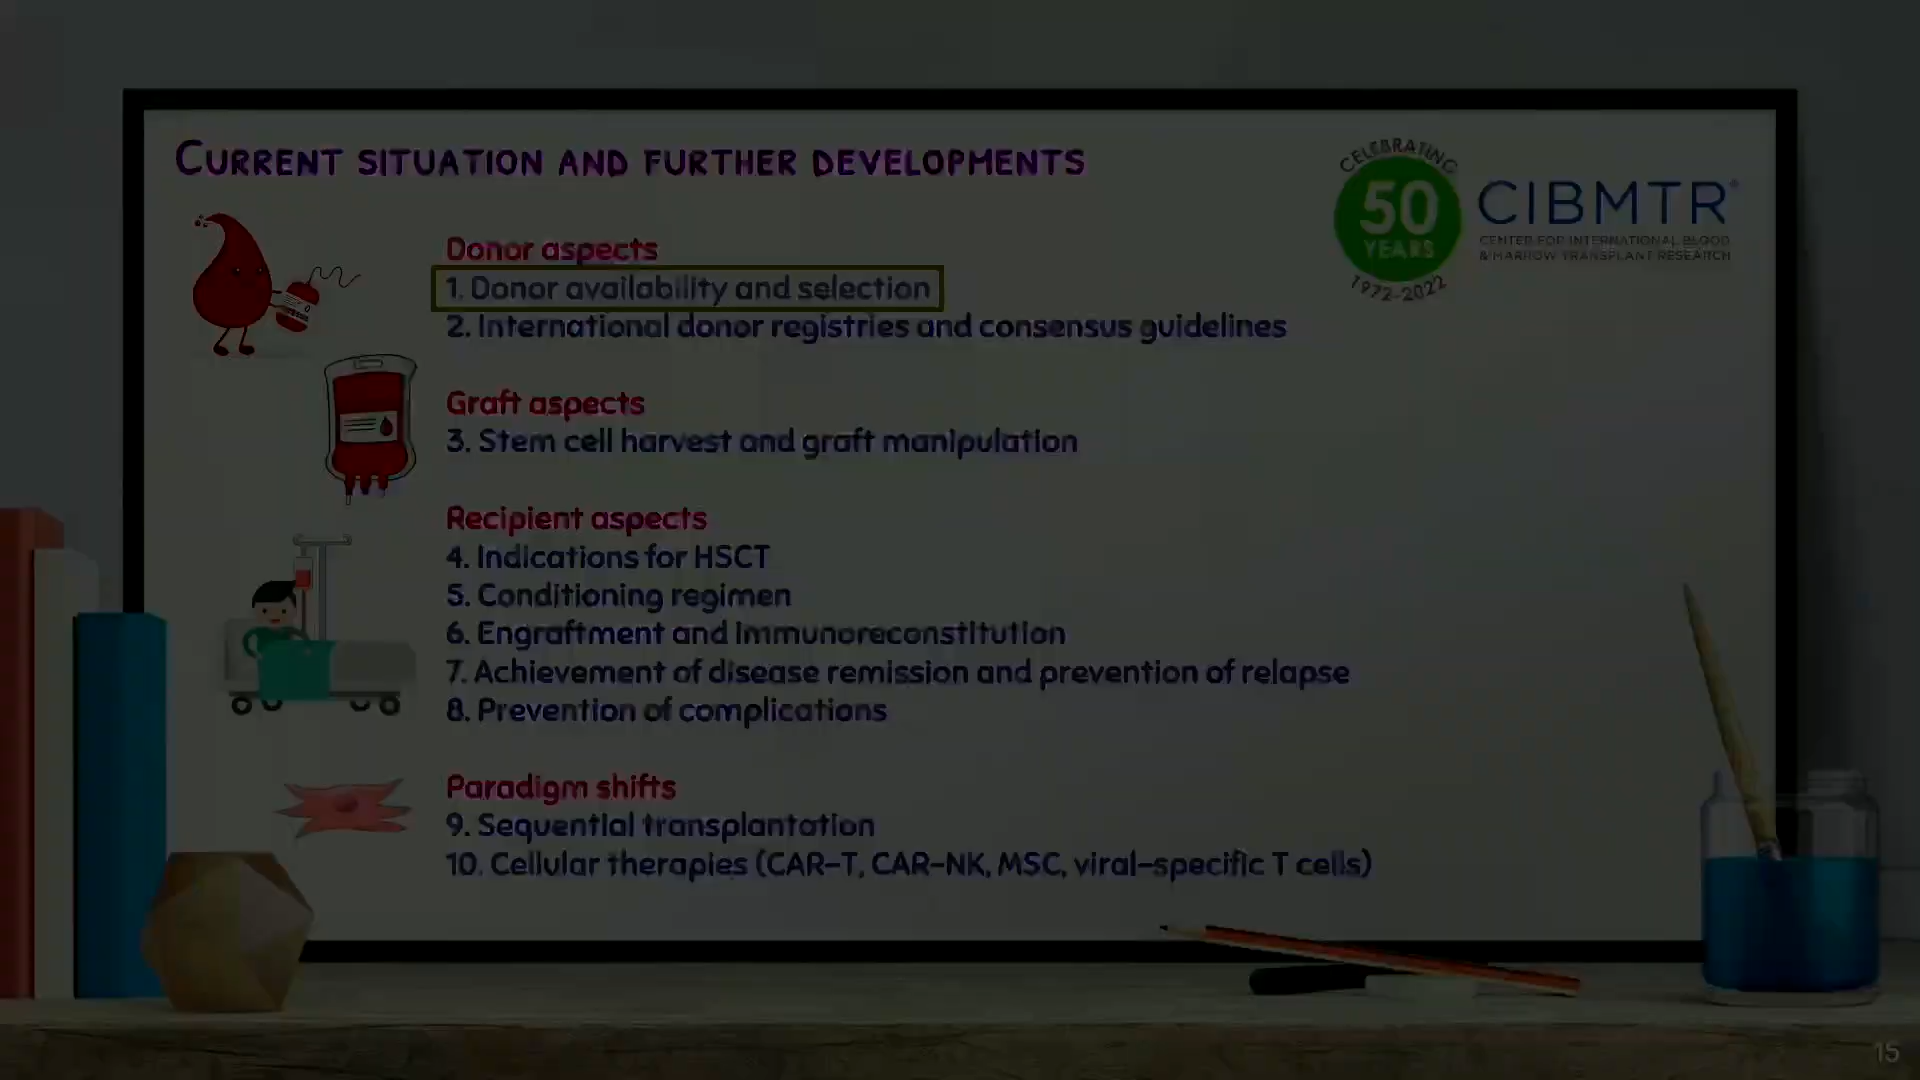 CURRENT SITUATION AND FURTHER DEVELOPMENTS
CELEBRATING
50
YEARS
1972-2022
CIBMTR®
CENTER FOR INTERNATIONAL BLOOD
& MARROW TRANSPLANT RESEARCH
Donor aspects
1. Donor availability and selection
2. International donor registries and consensus guidelines
Graft aspects
3. Stem cell harvest and graft manipulation
Recipient aspects
4. Indications for HSCT
5. Conditioning regimen
6. Engraftment and immunoreconstitution
7. Achievement of disease remission and prevention of relapse
8. Prevention of complications
Paradigm shifts
9. Sequential transplantation
10. Cellular therapies (CAR-T, CAR-NK, MSC, viral-specific T cells)
15